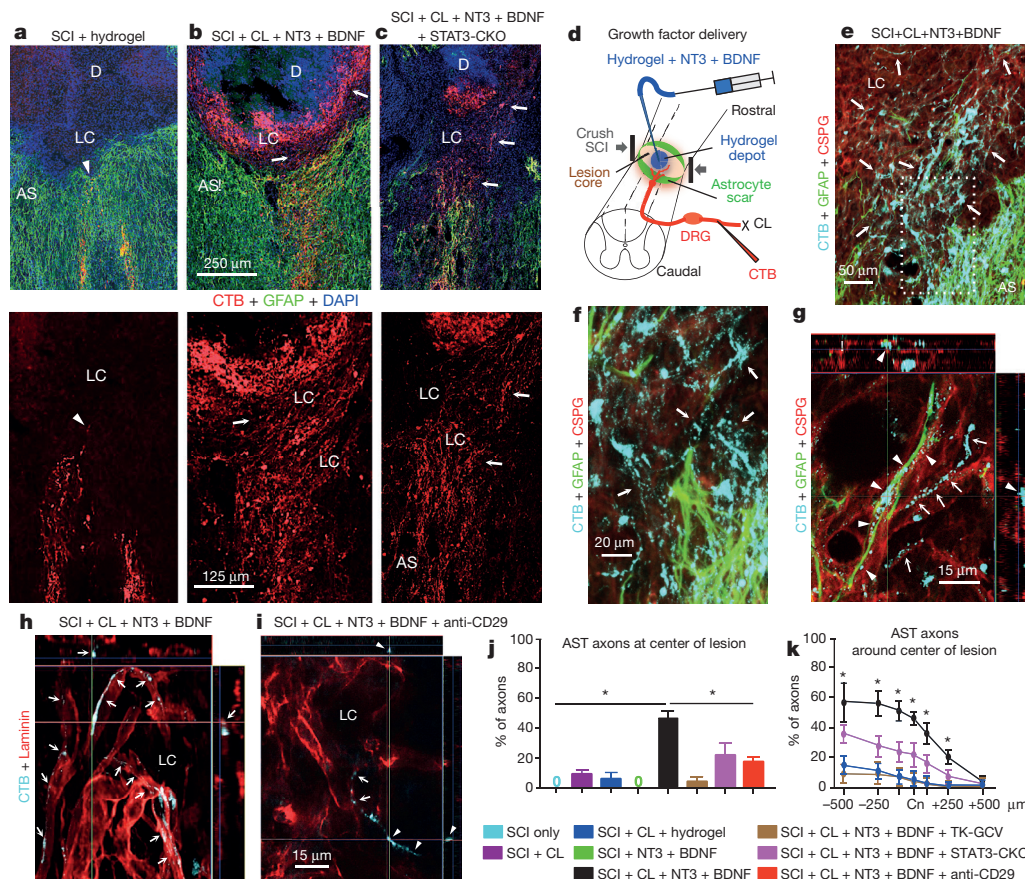 a
SCI + hydrogel
D
LC
AS
b
SCI + CL + NT3 + BDNF
D
LC
AS!
250 μm
c
SCI + CL + NT3 + BDNF
+ STAT3-CKO
D
LC
CTB + GFAP + DAPI
LC
LC
LC
125 μm
LC
LC
AS
d
Growth factor delivery
Hydrogel + NT3 + BDNF
Rostral
Crush
SCI
Hydrogel
depot
Lesion
core
Astrocyte
scar
X CL
DRG
CTB
Caudal
e
SCI+CL+NT3+BDNF
CTB + GFAP + CSPG
LC
50 μm
AS
f
CTB + GFAP + CSPG
20 μm
g
CTB + GFAP + CSPG
15 μm
h
SCI + CL + NT3 + BDNF
CTB + Laminin
LC
i
SCI + CL + NT3 + BDNF + anti-CD29
LC
15 μm
j
AST axons at center of lesion
% of axons
100
80
60
40
20
0
*
*
0
0
k
AST axons
around center of lesion
% of axons
100
80
60
40
20
0
* * * * * *
−500 −250 Cn +250 +500 μm
SCI only
SCI + CL
SCI + CL + hydrogel
SCI + NT3 + BDNF
SCI + CL + NT3 + BDNF
SCI + CL + NT3 + BDNF + TK-GCV
SCI + CL + NT3 + BDNF + STAT3-CKO
SCI + CL + NT3 + BDNF + anti-CD29